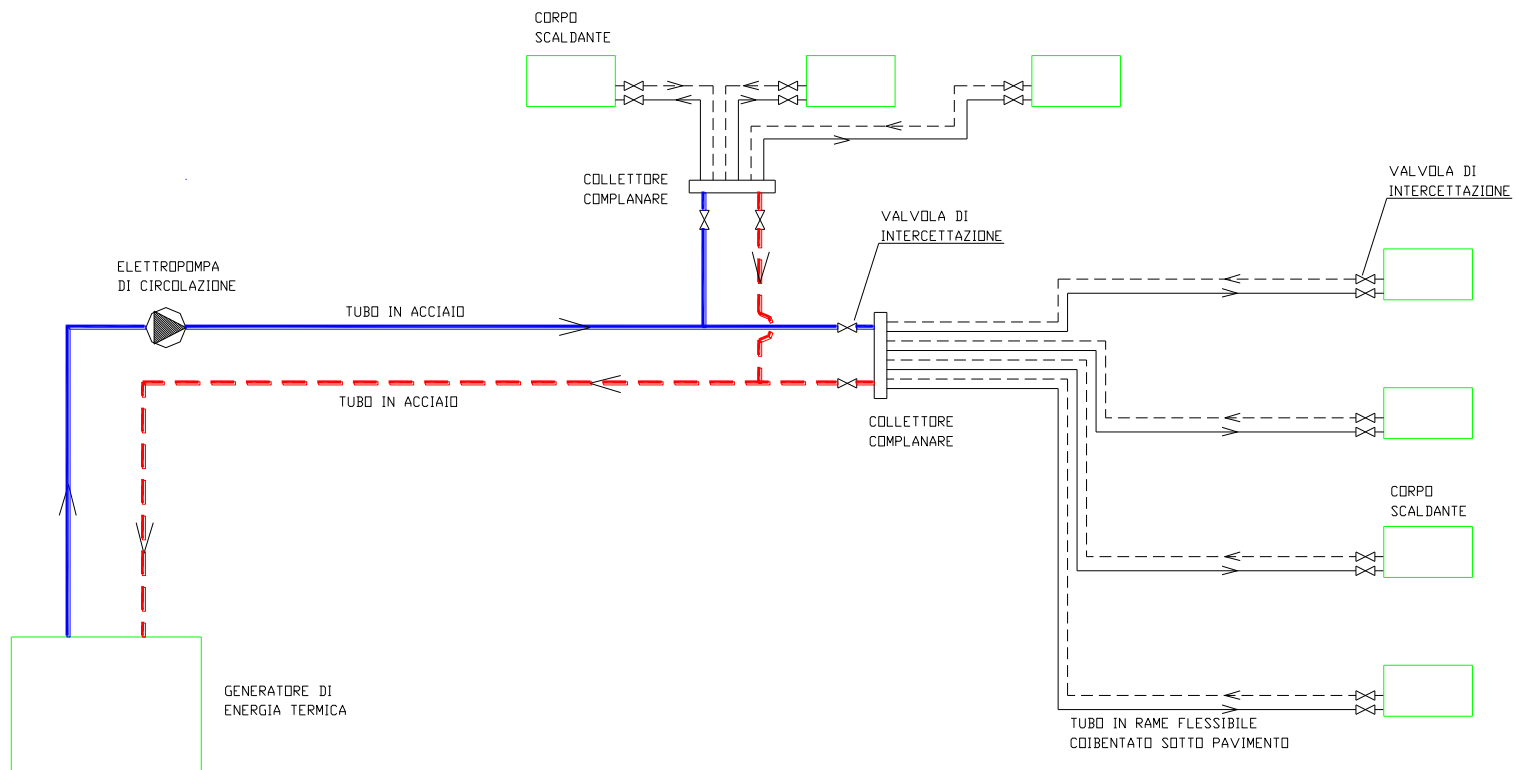 CORPO
SCALDANTE
COLLETTORE
COMPLANARE
VALVOLA DI
INTERCETTAZIONE
VALVOLA DI
INTERCETTAZIONE
ELETTROPOMPA
DI CIRCOLAZIONE
TUBO IN ACCIAIO
TUBO IN ACCIAIO
COLLETTORE
COMPLANARE
CORPO
SCALDANTE
GENERATORE DI
ENERGIA TERMICA
TUBO IN RAME FLESSIBILE
COIBENTATO SOTTO PAVIMENTO